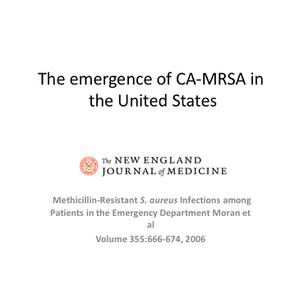 The emergence of CA-MRSA in
the United States
The NEW ENGLAND
JOURNAL of MEDICINE
Methicillin-Resistant S. aureus Infections among
Patients in the Emergency Department Moran et
al
Volume 355:666-674, 2006